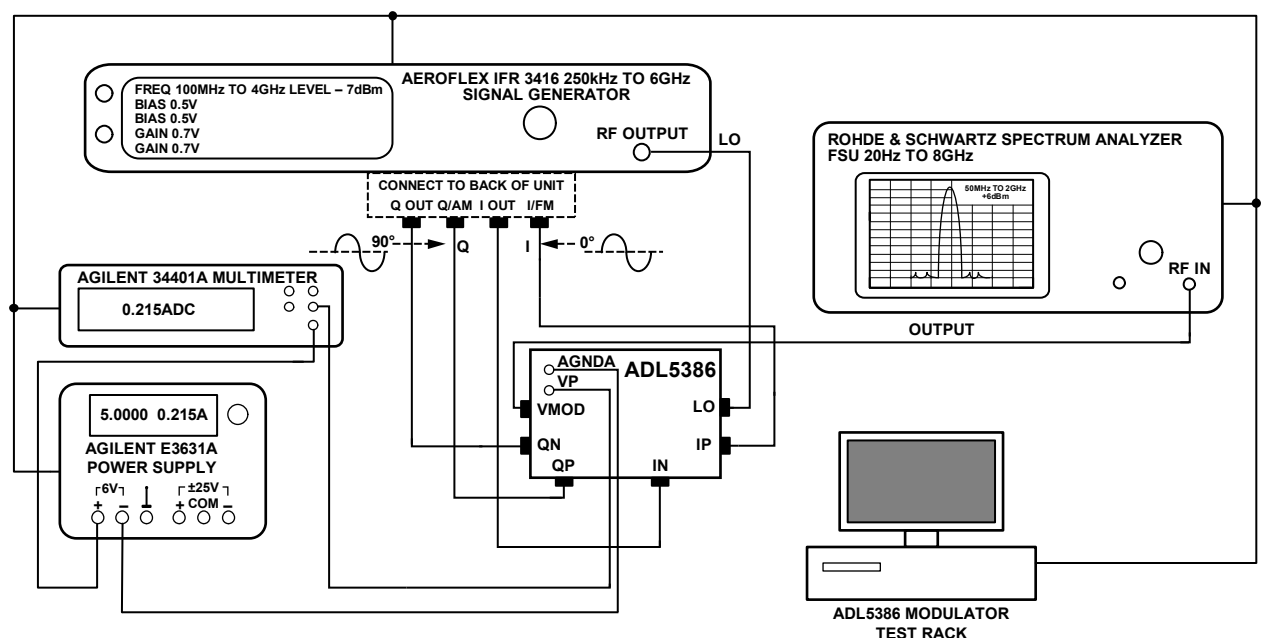 AEROFLEX IFR 3416 250kHz TO 6GHz
SIGNAL GENERATOR
FREQ 100MHz TO 4GHz LEVEL – 7dBm
BIAS 0.5V
BIAS 0.5V
GAIN 0.7V
GAIN 0.7V
RF OUTPUT
LO
CONNECT TO BACK OF UNIT
Q OUT Q/AM I OUT I/FM
90°
Q
I
0°
ROHDE & SCHWARTZ SPECTRUM ANALYZER
FSU 20Hz TO 8GHz
50MHz TO 2GHz
+6dBm
RF IN
AGILENT 34401A MULTIMETER
0.215ADC
OUTPUT
5.0000 0.215A
AGILENT E3631A
POWER SUPPLY
6V
±25V
+ – + COM –
AGNDA
VP
ADL5386
VMOD
LO
QN
IP
QP
IN
ADL5386 MODULATOR
TEST RACK